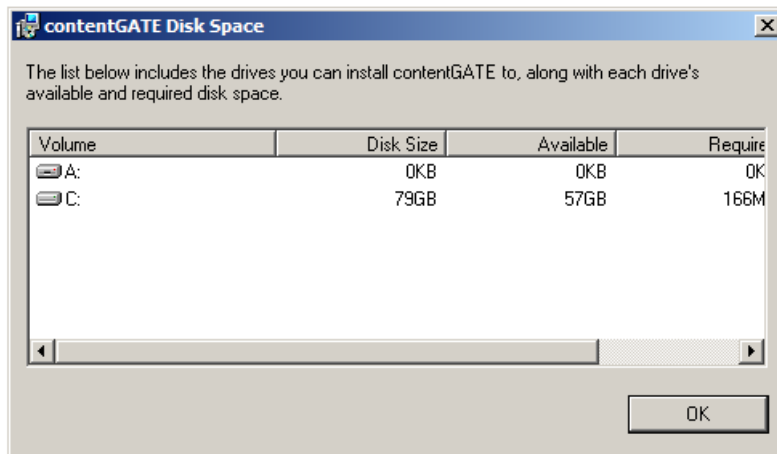 contentGATE Disk Space
The list below includes the drives you can install contentGATE to, along with each drive's
available and required disk space.
Volume Disk Size Available Require
A: 0KB 0KB 0K
C: 79GB 57GB 166M
OK